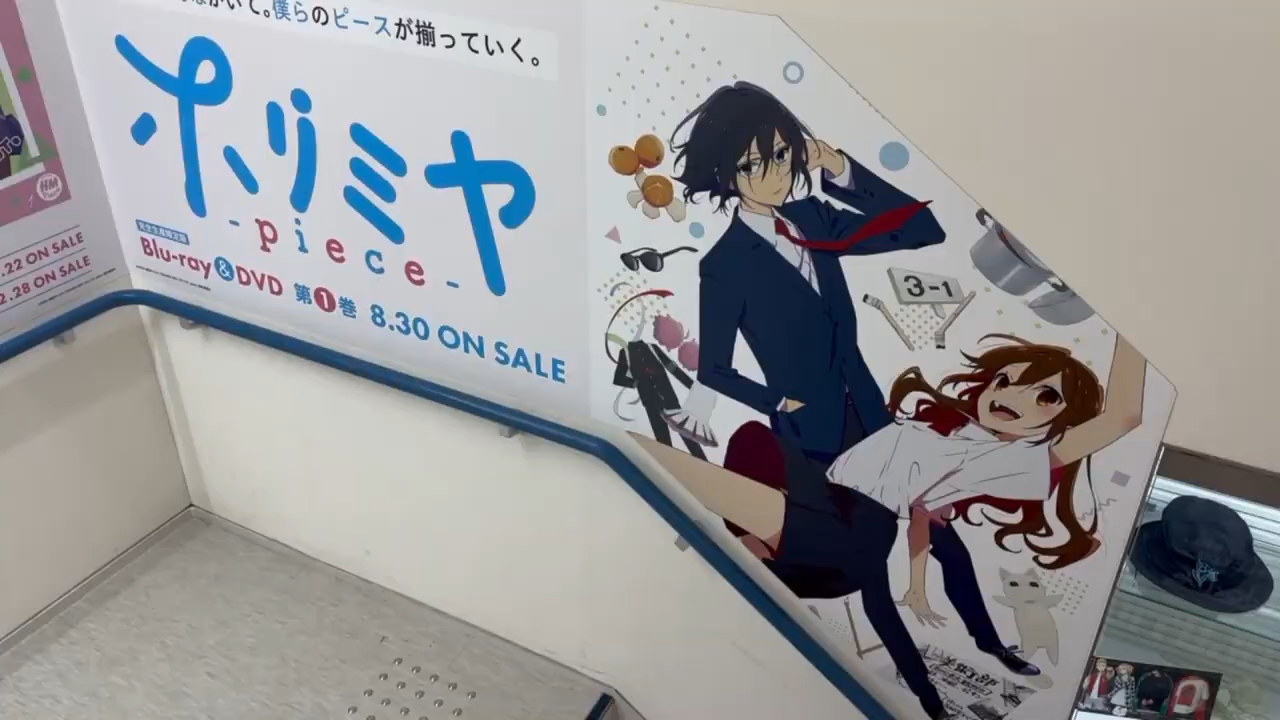 いて。僕らのピースが揃っていく。
ホリミヤ
-piece-
完全生産限定版
Blu-ray&DVD 第1巻 8.30 ON SALE
.22 ON SALE
2.28 ON SALE
HM
3-1